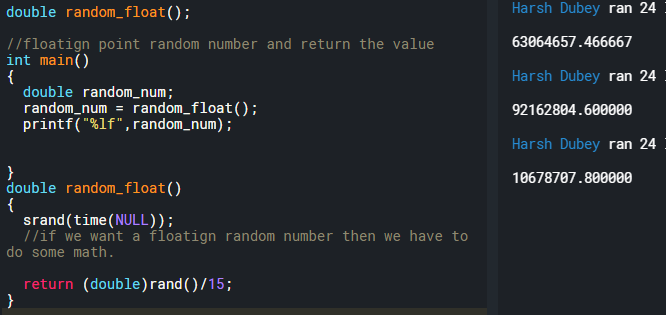 double random_float();
//floatign point random number and return the value
int main()
{
double random_num;
random_num = random_float();
printf("%lf",random_num);
}
double random_float()
{
srand(time(NULL));
//if we want a floatign random number then we have to
do some math.
return (double)rand()/15;
}
Harsh Dubey ran 24
63064657.466667
Harsh Dubey ran 24
92162804.600000
Harsh Dubey ran 24
10678707.800000